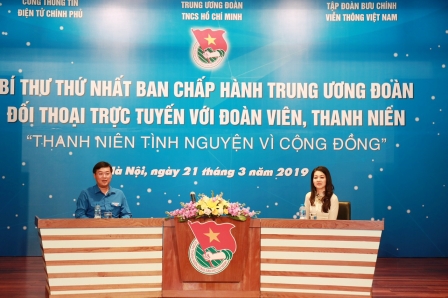 CỔNG THÔNG TIN
ĐIỆN TỬ CHÍNH PHỦ
TRUNG ƯƠNG ĐOÀN
TNCS HỒ CHÍ MINH
TẬP ĐOÀN BƯU CHÍNH
VIỄN THÔNG VIỆT NAM
BÍ THƯ THỨ NHẤT BAN CHẤP HÀNH TRUNG ƯƠNG ĐOÀN
ĐỐI THOẠI TRỰC TUYẾN VỚI ĐOÀN VIÊN, THANH NIÊN
"THANH NIÊN TÌNH NGUYỆN VÌ CỘNG ĐỒNG"
Hà Nội, ngày 21 tháng 3 năm 2019